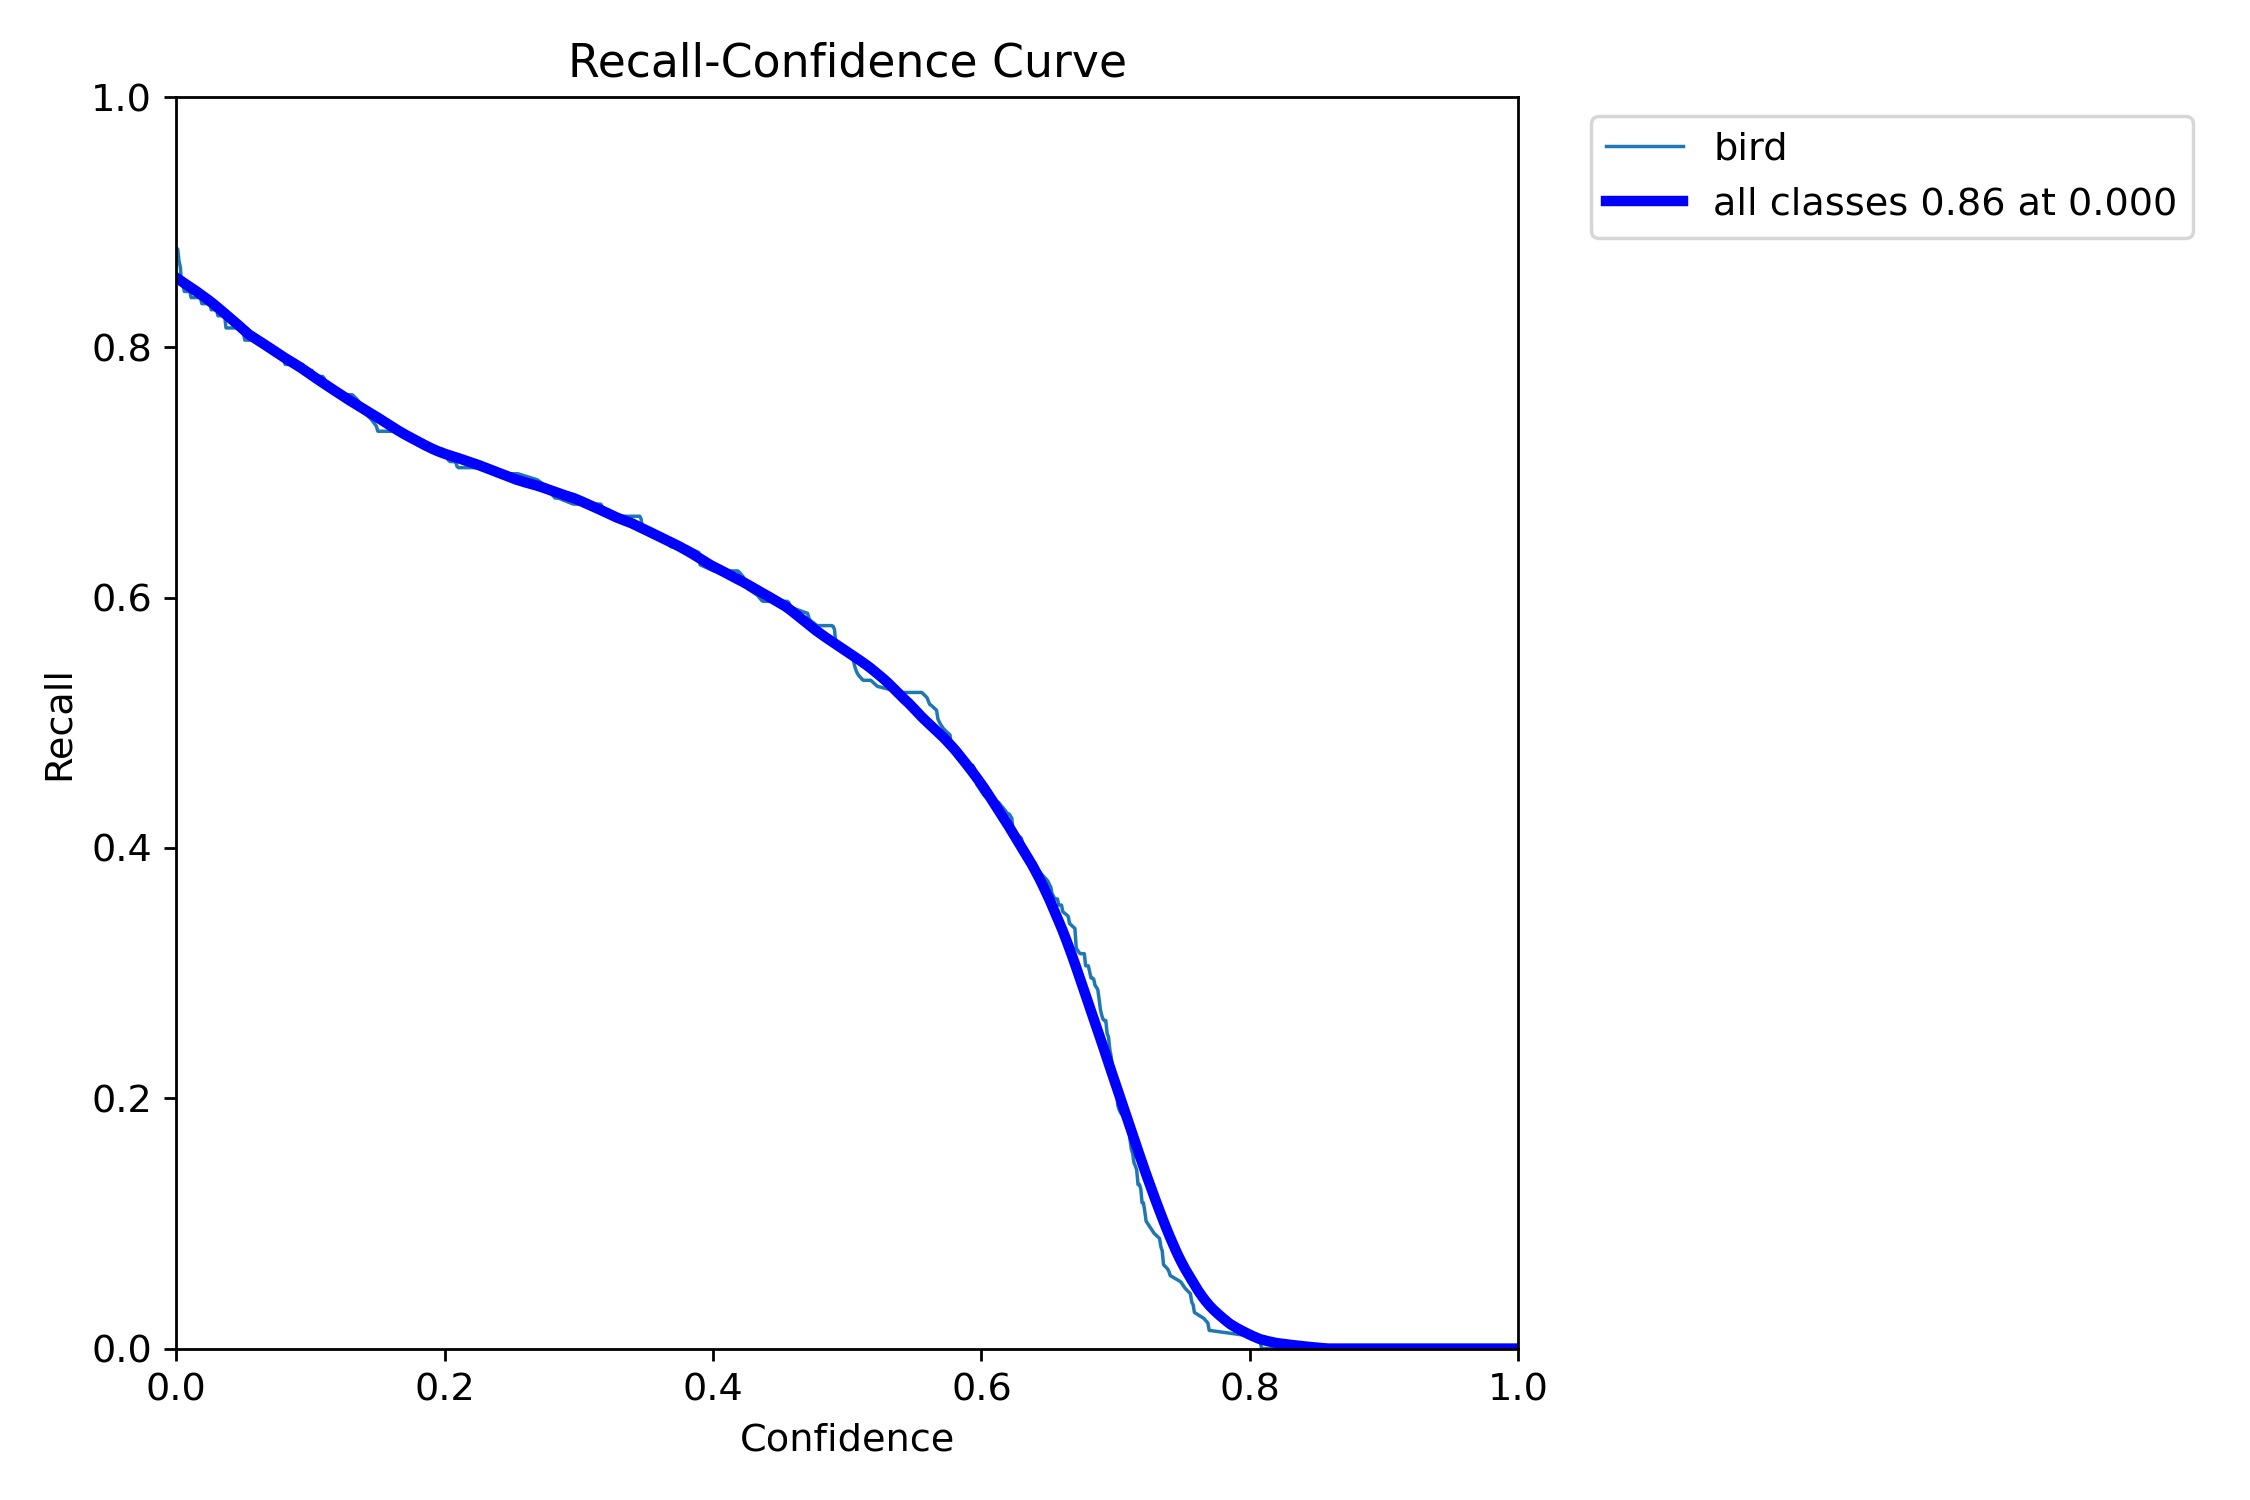 Recall-Confidence Curve
1.0
0.8
0.6
0.4
0.2
0.0
Recall
0.0 0.2 0.4 0.6 0.8 1.0
Confidence
bird
all classes 0.86 at 0.000